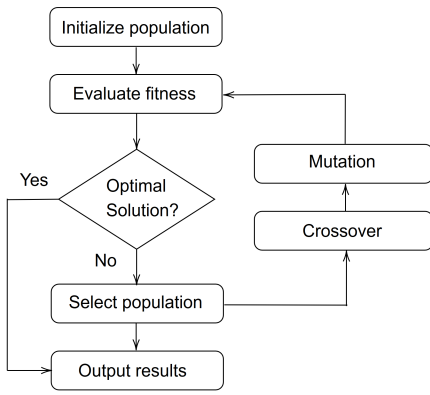 Initialize population
Evaluate fitness
Yes
Optimal
Solution?
No
Select population
Output results
Mutation
Crossover